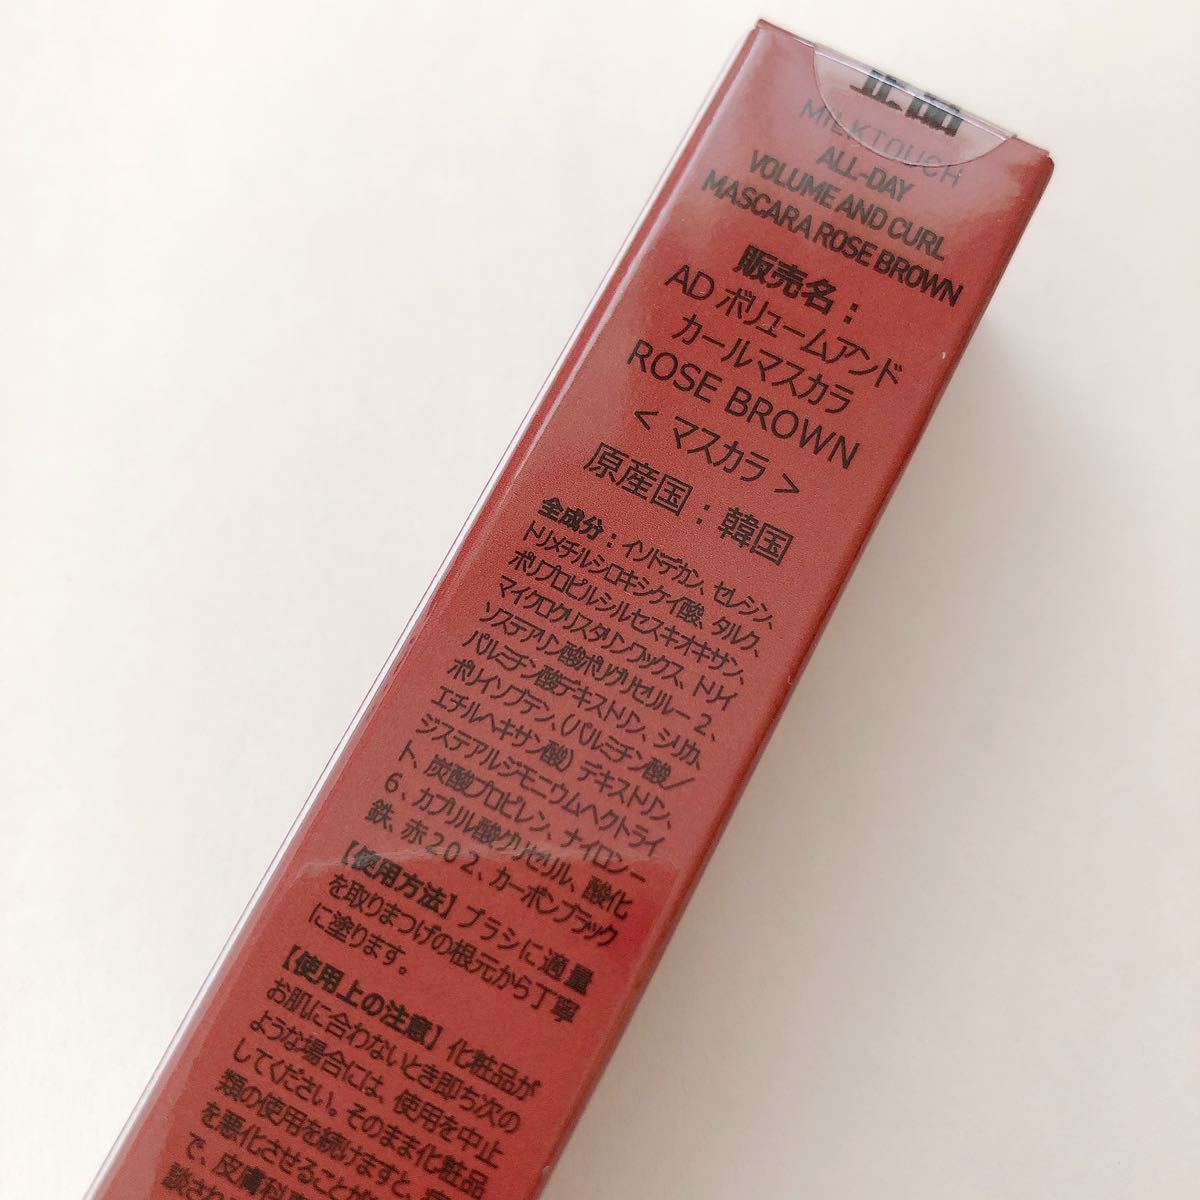 正品
MILKTOUCH
ALL-DAY
VOLUME AND CURL
MASCARA ROSE BROWN
販売名：
AD ボリュームアンド
カールマスカラ
ROSE BROWN
< マスカラ >
原産国：韓国
全成分：イソドデカン、セレシン、
トリメチルシロキシケイ酸、タルク、
ポリプロピルシルセスキオキサン、
マイクロクリスタリンワックス、トリイ
ソステアリン酸ポリグリセリル－２、
パルミチン酸デキストリン、シリカ、
ポリイソブテン、(パルミチン酸／
エチルヘキサン酸) デキストリン、
ジステアルジモニウムヘクトライ
ト、炭酸プロピレン、ナイロン－
６、カプリル酸グリセリル、酸化
鉄、赤２０２、カーボンブラック
【使用方法】ブラシに適量
を取りまつげの根元から丁寧
に塗ります。
【使用上の注意】化粧品が
お肌に合わないとき即ち次の
ような場合には、使用を中止
してください。そのまま化粧品
類の使用を続けますと、症
を悪化させることが
で、皮膚科
談され